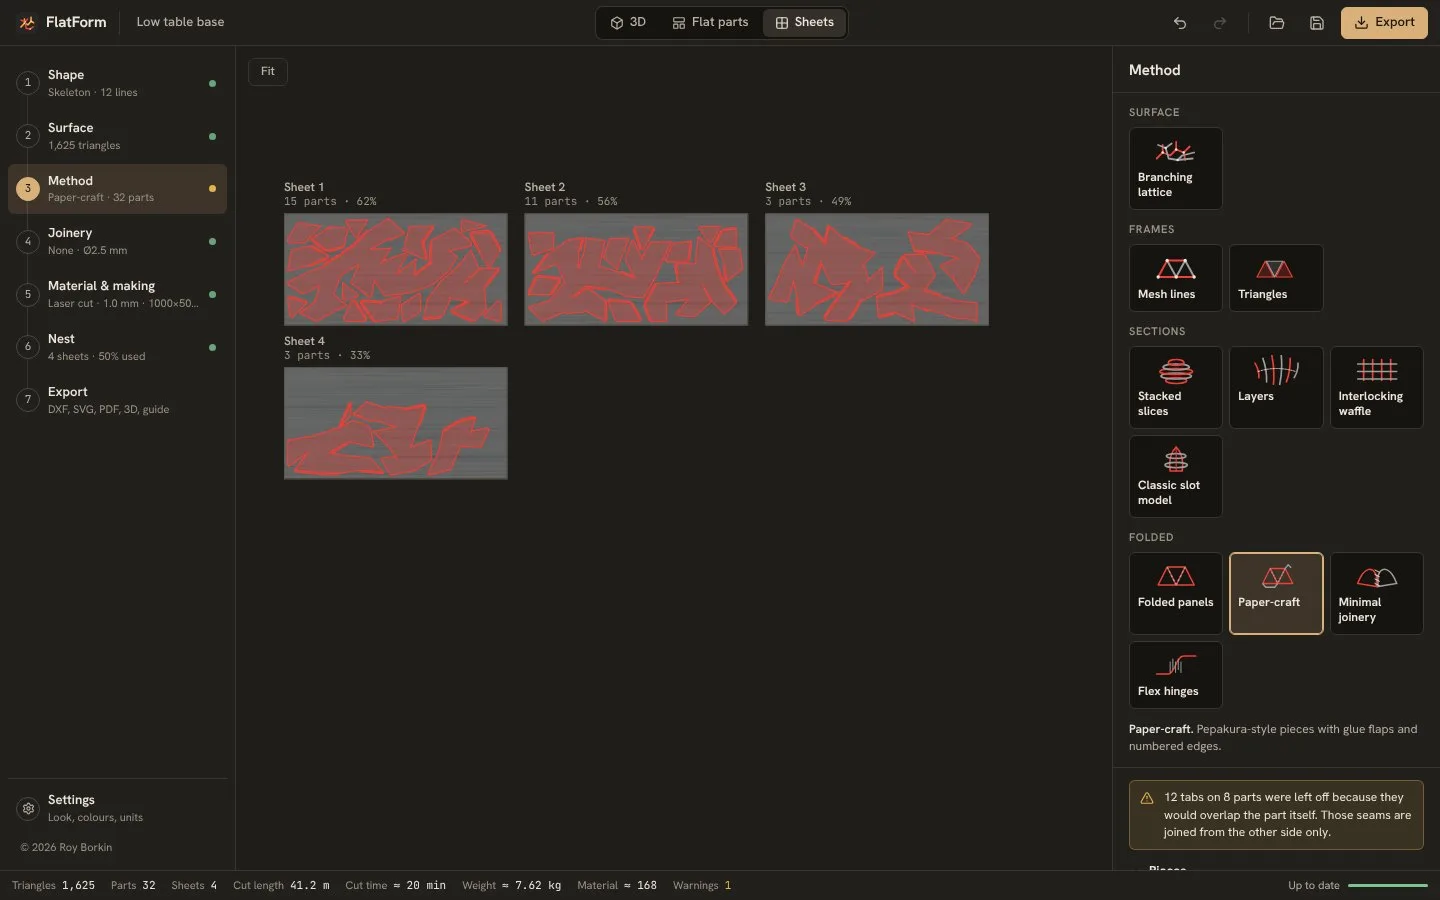 FlatForm
Low table base
3D
Flat parts
Sheets
Export
1
Shape
Skeleton · 12 lines
2
Surface
1,625 triangles
3
Method
Paper-craft · 32 parts
4
Joinery
None · Ø2.5 mm
5
Material & making
Laser cut · 1.0 mm · 1000×50...
6
Nest
4 sheets · 50% used
7
Export
DXF, SVG, PDF, 3D, guide
Settings
Look, colours, units
© 2026 Roy Borkin
Fit
Sheet 1
15 parts · 62%
Sheet 2
11 parts · 56%
Sheet 3
3 parts · 49%
Sheet 4
3 parts · 33%
Method
SURFACE
Branching
lattice
FRAMES
Mesh lines
Triangles
SECTIONS
Stacked
slices
Layers
Interlocking
waffle
Classic slot
model
FOLDED
Folded panels
Paper-craft
Minimal
joinery
Flex hinges
Paper-craft. Pepakura-style pieces with glue flaps and
numbered edges.
12 tabs on 8 parts were left off because they
would overlap the part itself. Those seams are
joined from the other side only.
Triangles 1,625 Parts 32 Sheets 4 Cut length 41.2 m Cut time ≈ 20 min Weight ≈ 7.62 kg Material ≈ 168 Warnings 1
Up to date